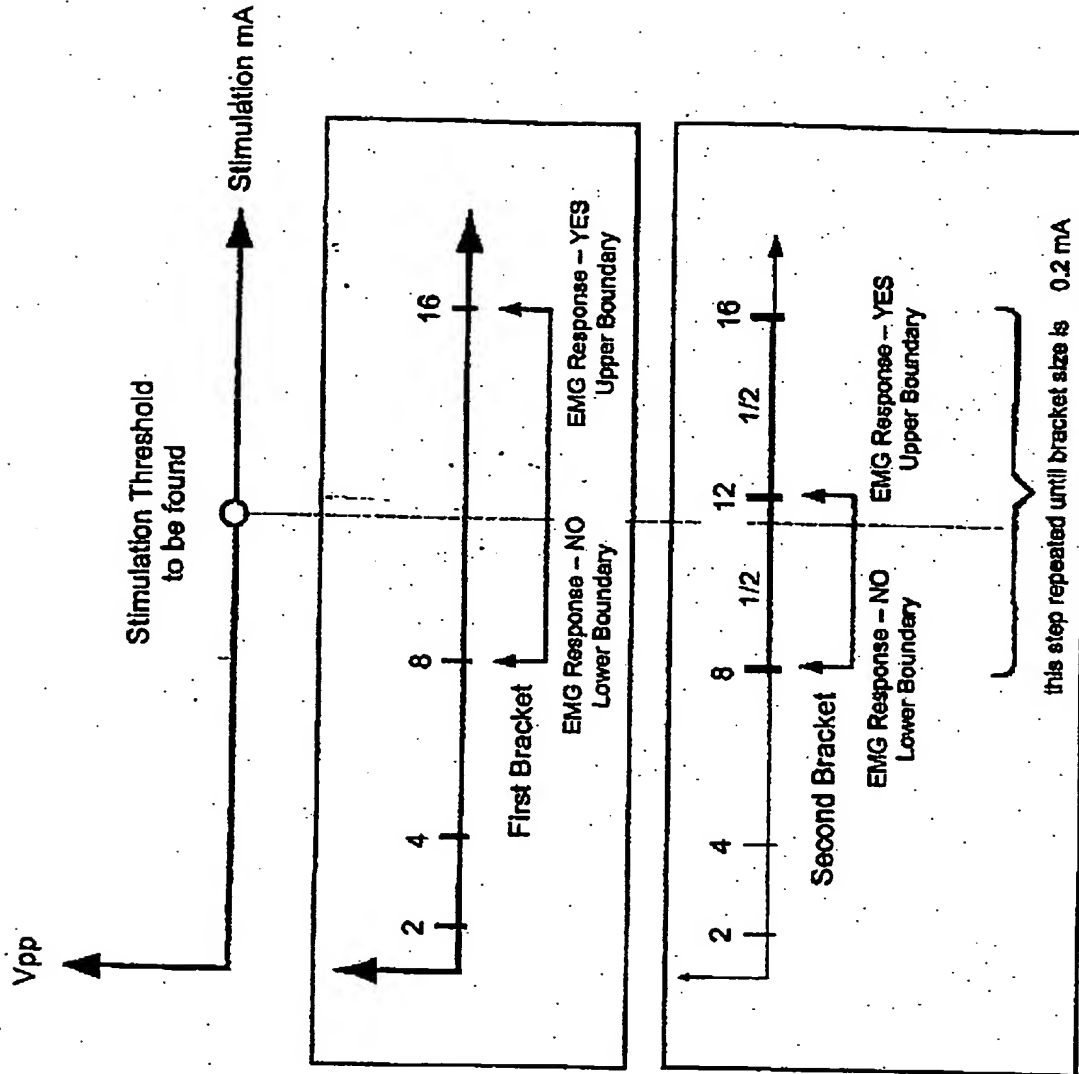 Vpp
Stimulation Threshold
to be found
Stimulation mA
2
4
8
16
First Bracket
EMG Response – NO
Lower Boundary
EMG Response – YES
Upper Boundary
2
4
8
1/2
12
1/2
16
Second Bracket
EMG Response – NO
Lower Boundary
EMG Response – YES
Upper Boundary
this step repeated until bracket size is 0.2 mA